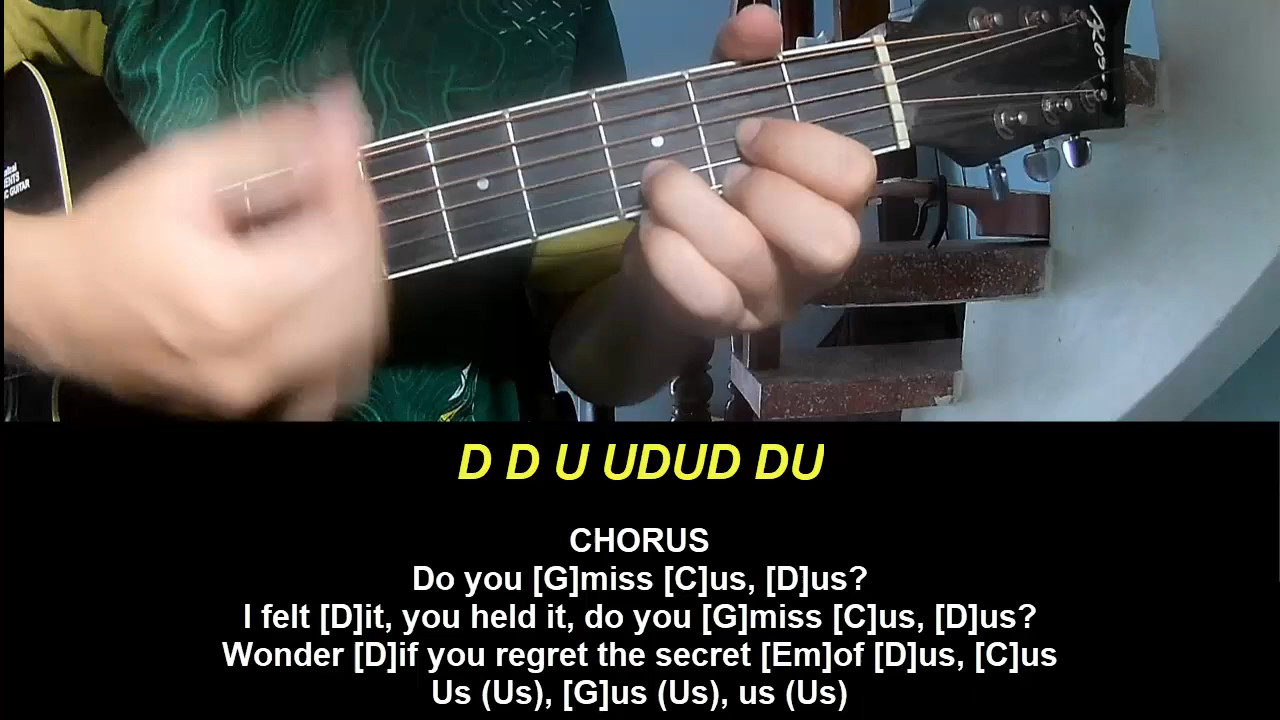 D D U UDUD DU
CHORUS
Do you [G]miss [C]us, [D]us?
I felt [D]it, you held it, do you [G]miss [C]us, [D]us?
Wonder [D]if you regret the secret [Em]of [D]us, [C]us
Us (Us), [G]us (Us), us (Us)